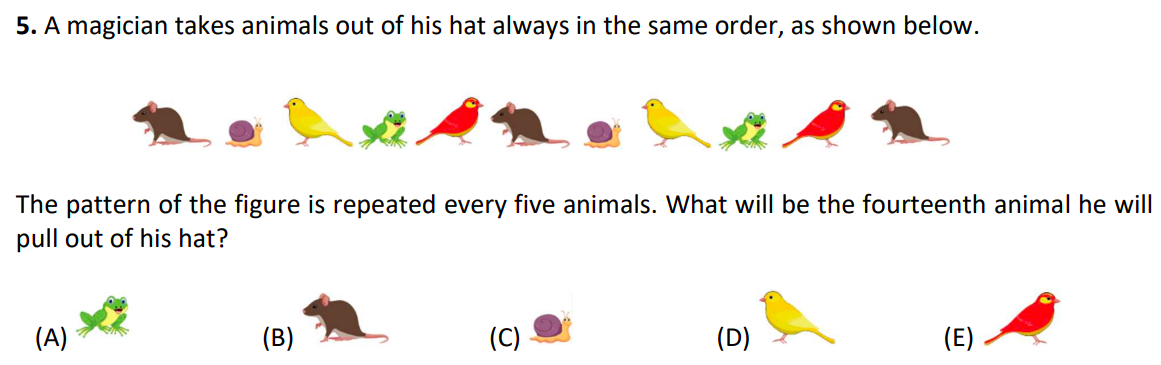 5. A magician takes animals out of his hat always in the same order, as shown below.
The pattern of the figure is repeated every five animals. What will be the fourteenth animal he will
pull out of his hat?
(A) (B) (C) (D) (E)